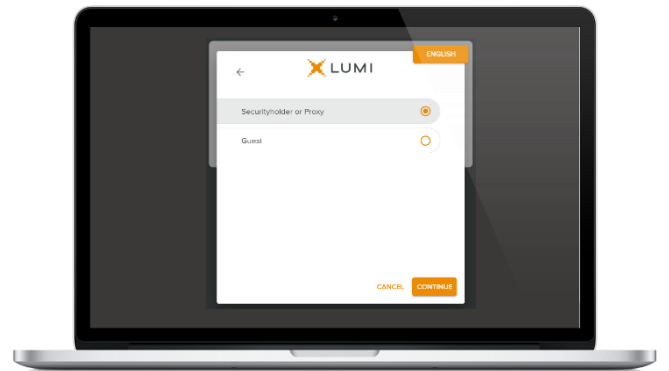 ENGLISH
LUMI
Securityholder or Proxy
Guest
CANCEL
CONTINUE